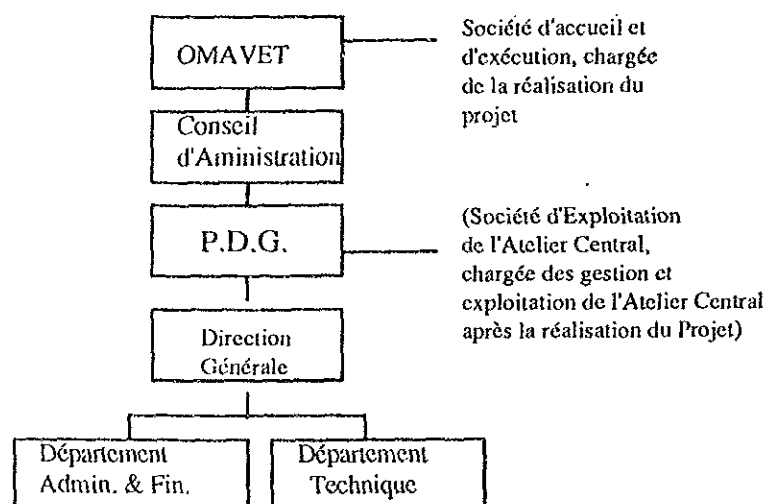 OMAVET
Société d'accueil et
d'exécution, chargée
de la réalisation du
projet
Conseil
d'Aministration
P.D.G.
(Société d'Exploitation
de l'Atelier Central,
chargée des gestion et
exploitation de l'Atelier Central
après la réalisation du Projet)
Direction
Générale
Département
Admin. & Fin.
Département
Technique